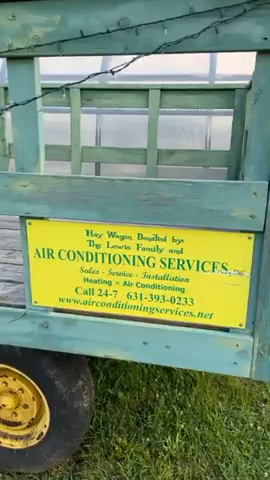 Hay Wagon Donated by:
The Lewis Family and
AIR CONDITIONING SERVICES
Sales - Service - Installation
Heating - Air Conditioning
Call 24-7 631-393-0233
www.airconditioningservices.net